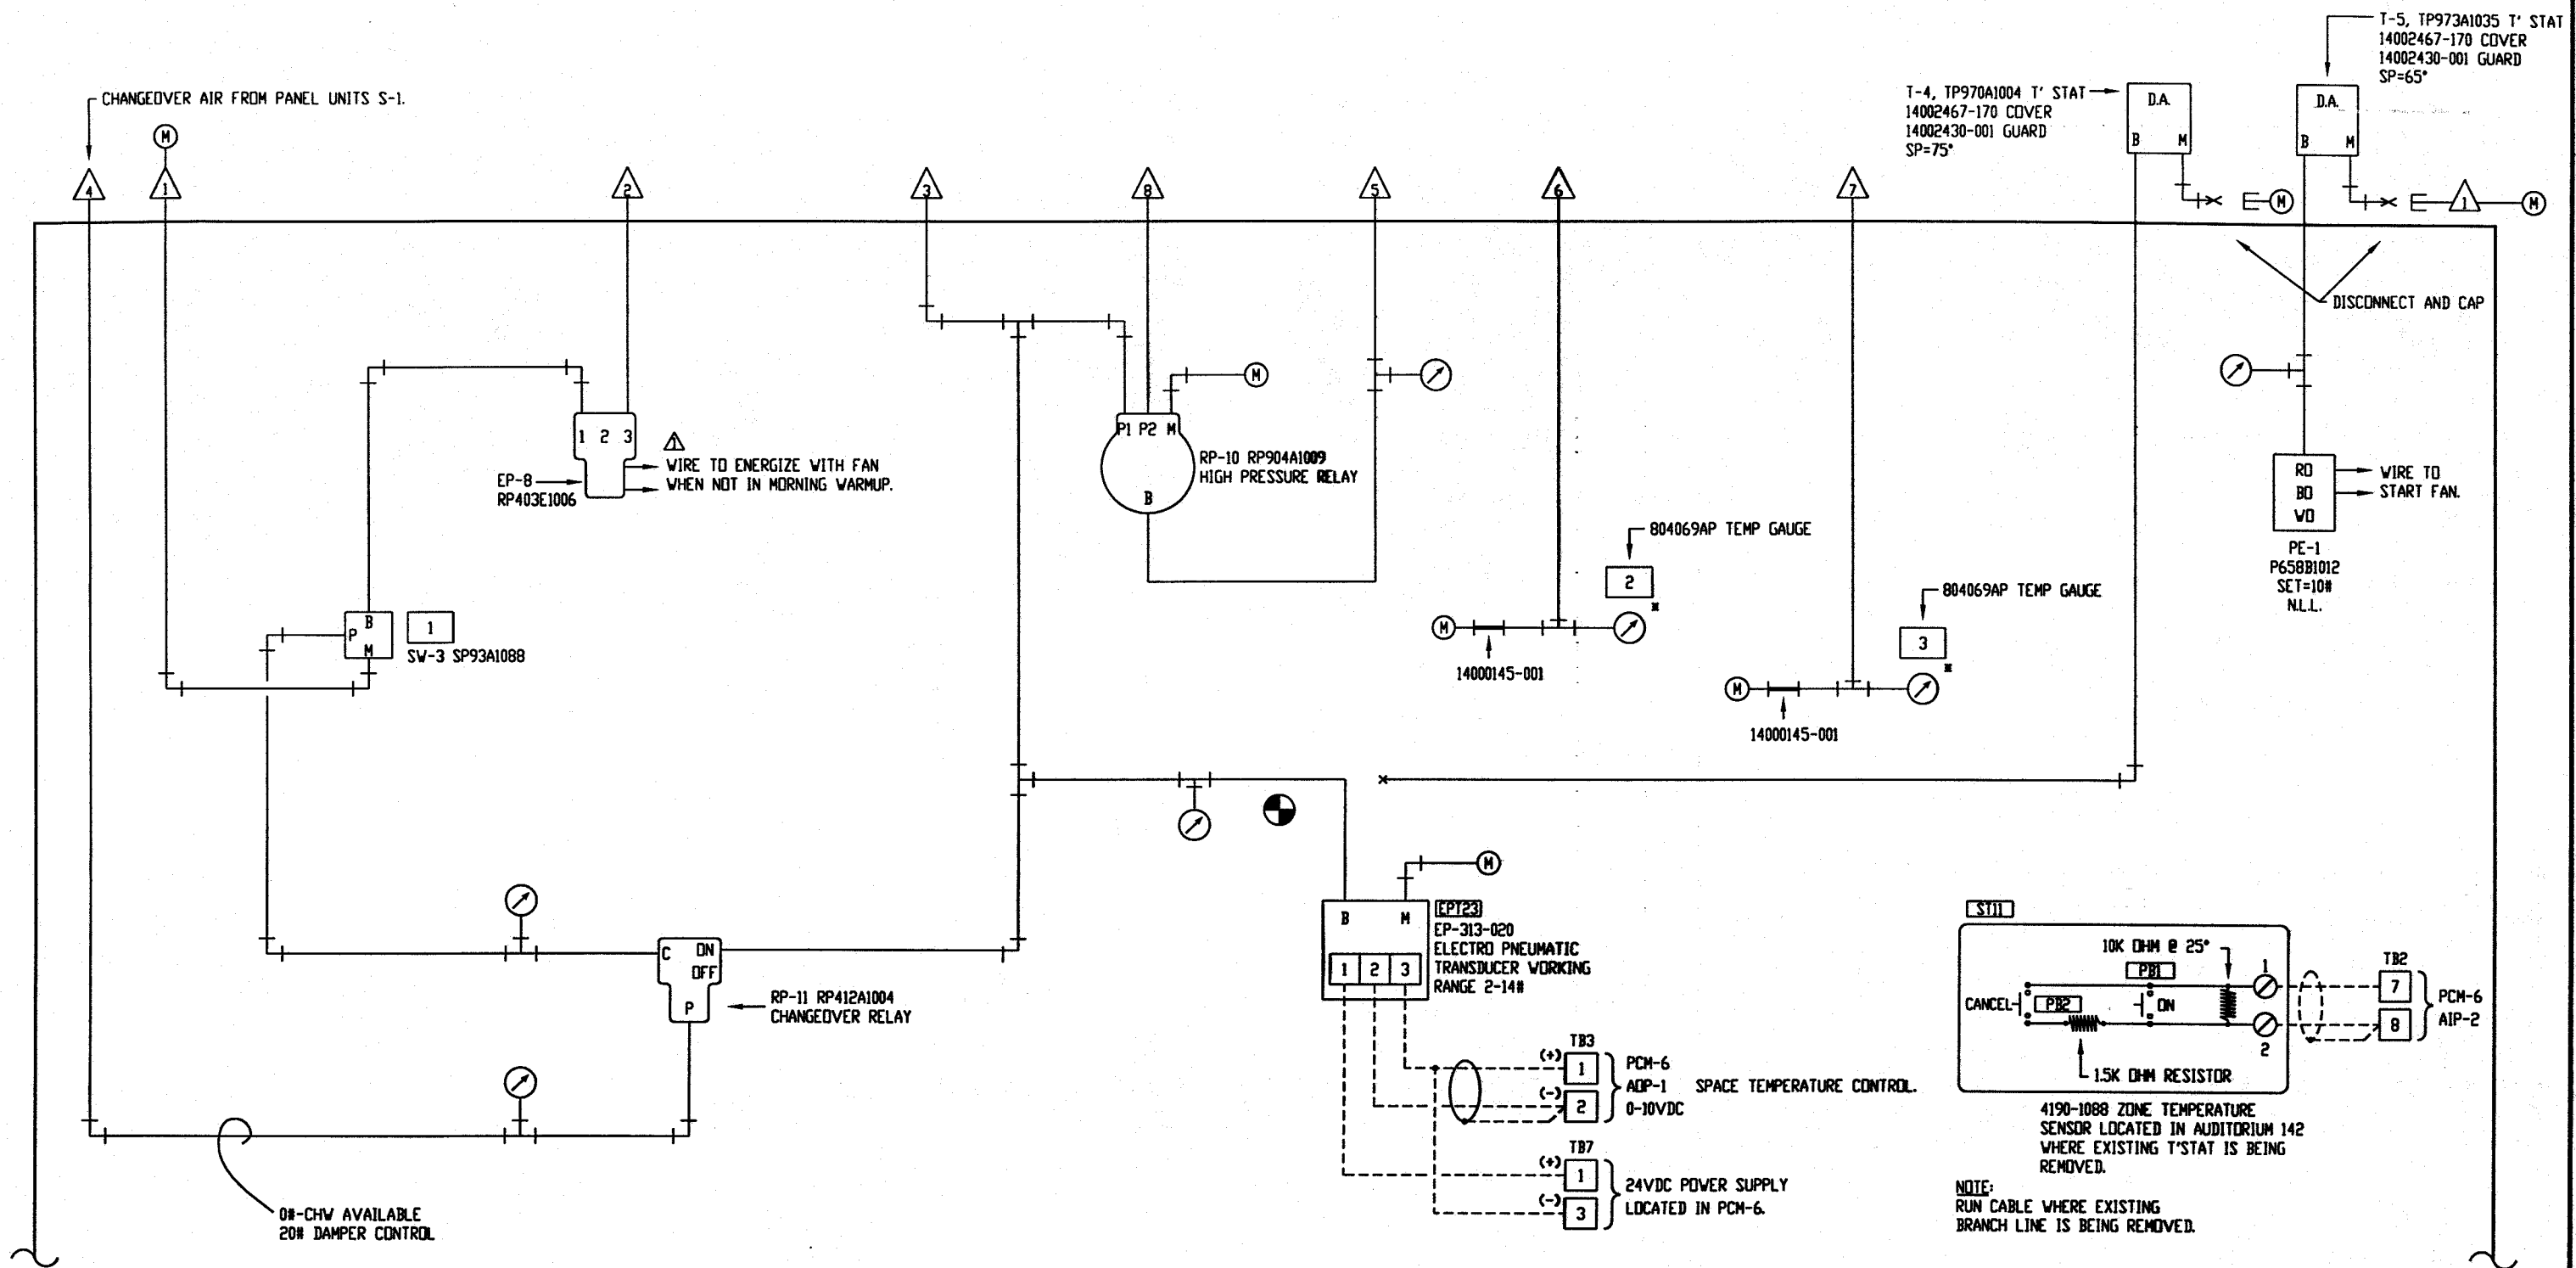 T-5, TP973A1035 T' STAT
14002467-170 COVER
14002430-001 GUARD
SP=65°
T-4, TP970A1004 T' STAT
14002467-170 COVER
14002430-001 GUARD
SP=75°
D.A.
B M
D.A.
B M
CHANGEOVER AIR FROM PANEL UNITS S-1.
M
4
1
2
3
8
5
6
7
M
1
M
DISCONNECT AND CAP
1 2 3
1
WIRE TO ENERGIZE WITH FAN
WHEN NOT IN MORNING WARMUP.
EP-8
RP403E1006
M
P1 P2 M
B
RP-10 RP904A1009
HIGH PRESSURE RELAY
RO
BO
WO
WIRE TO
START FAN.
PE-1
P658B1012
SET=10#
N.L.L.
804069AP TEMP GAUGE
2
*
M
14000145-001
804069AP TEMP GAUGE
3
*
M
14000145-001
B
P
M
1
SW-3 SP93A1088
M
B M
1 2 3
EPT23
EP-313-020
ELECTRO PNEUMATIC
TRANSDUCER WORKING
RANGE 2-14#
C ON
OFF
P
RP-11 RP412A1004
CHANGEOVER RELAY
0#-CHW AVAILABLE
20# DAMPER CONTROL
TB3
(+) 1
(-) 2
PCM-6
AOP-1
0-10VDC
SPACE TEMPERATURE CONTROL.
TB7
(+) 1
(-) 3
24VDC POWER SUPPLY
LOCATED IN PCM-6.
ST11
10K OHM @ 25°
PB1
CANCEL
PB2
ON
1
2
1.5K OHM RESISTOR
TB2
7
8
PCM-6
AIP-2
4190-1088 ZONE TEMPERATURE
SENSOR LOCATED IN AUDITORIUM 142
WHERE EXISTING T'STAT IS BEING
REMOVED.
NOTE:
RUN CABLE WHERE EXISTING
BRANCH LINE IS BEING REMOVED.